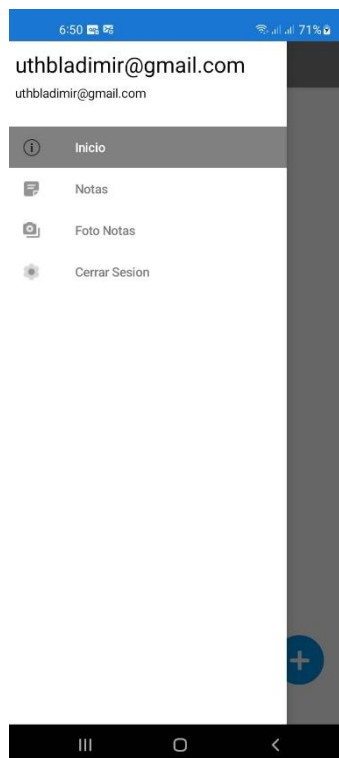 6:50 71%
uthbladimir@gmail.com
uthbladimir@gmail.com
Inicio
Notas
Foto Notas
Cerrar Sesion